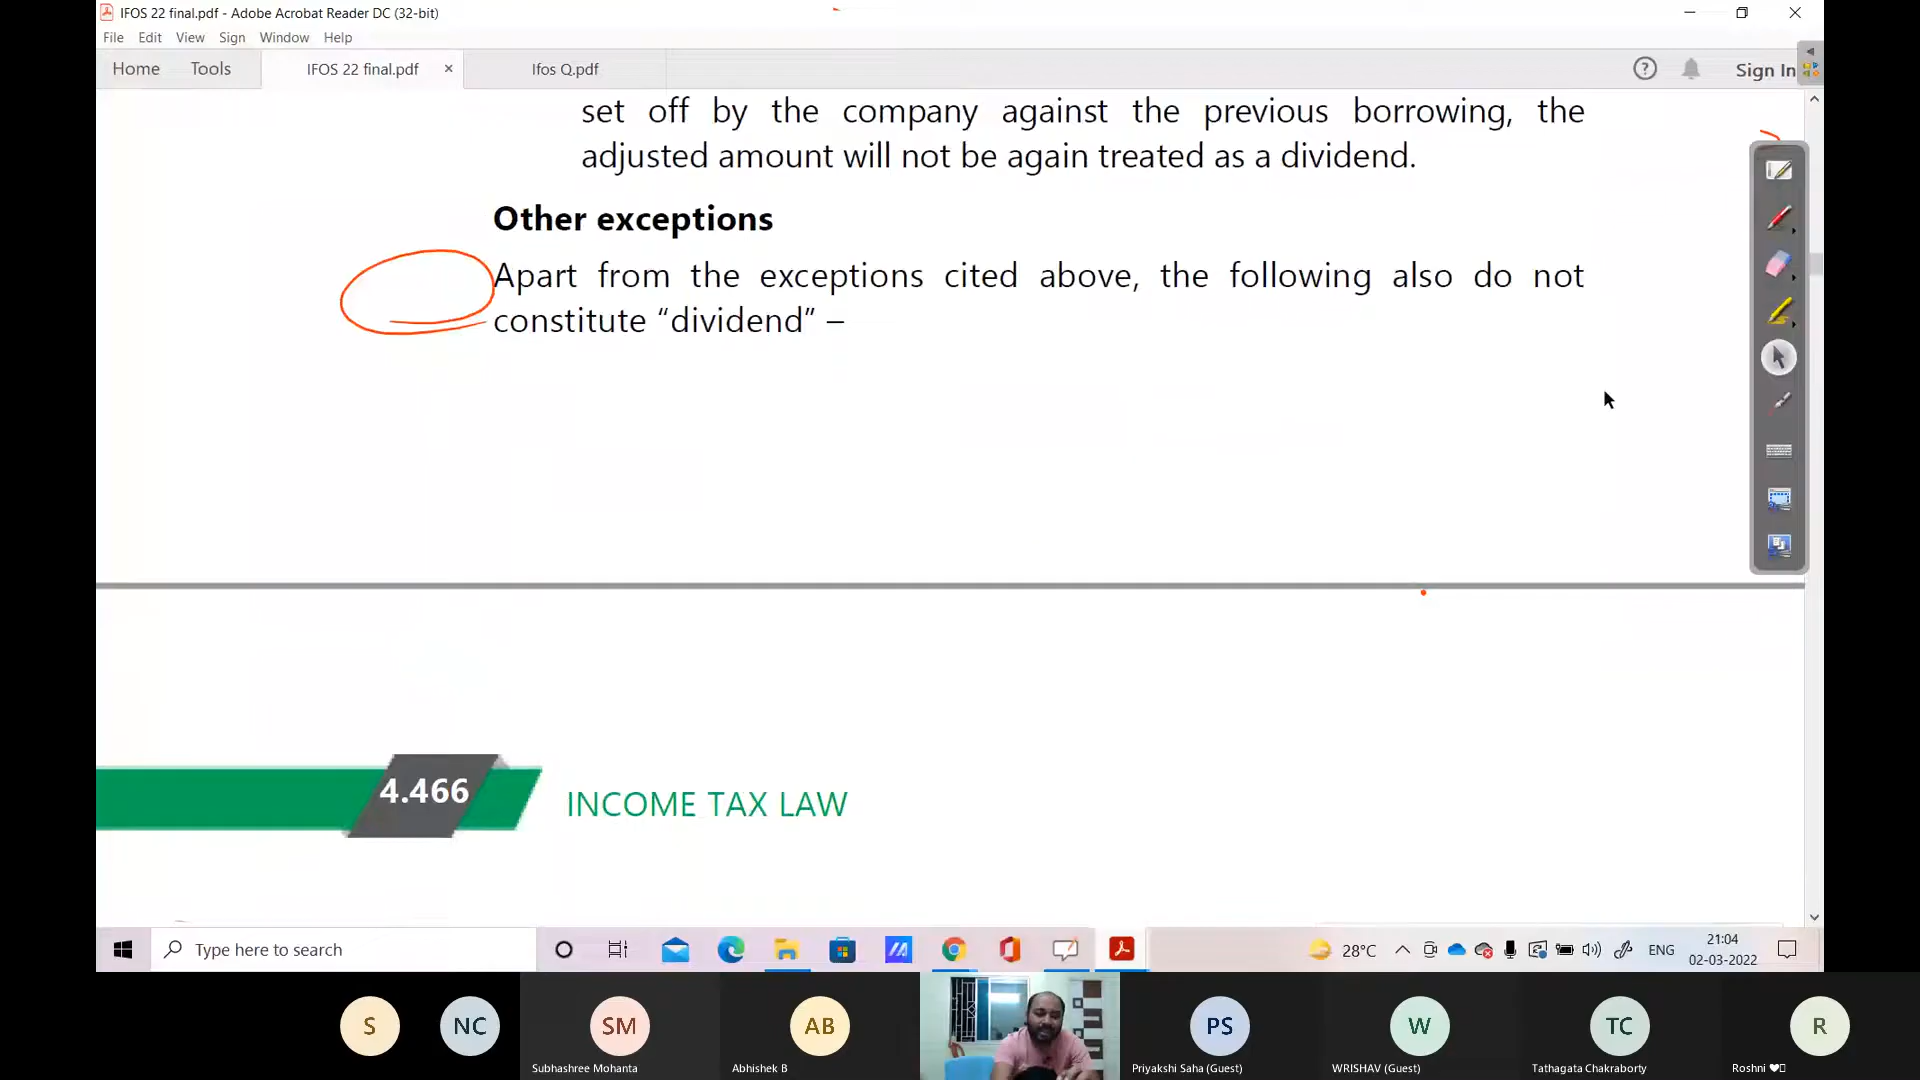 IFOS 22 final.pdf - Adobe Acrobat Reader DC (32-bit)
File Edit View Sign Window Help
Home Tools IFOS 22 final.pdf × Ifos Q.pdf Sign In
set off by the company against the previous borrowing, the
adjusted amount will not be again treated as a dividend.
Other exceptions
Apart from the exceptions cited above, the following also do not
constitute “dividend” –
4.466 INCOME TAX LAW
Type here to search 28°C ENG 21:04
02-03-2022
S NC SM AB PS W TC R
Subhashree Mohanta Abhishek B Priyakshi Saha (Guest) WRISHAV (Guest) Tathagata Chakraborty Roshni ❤